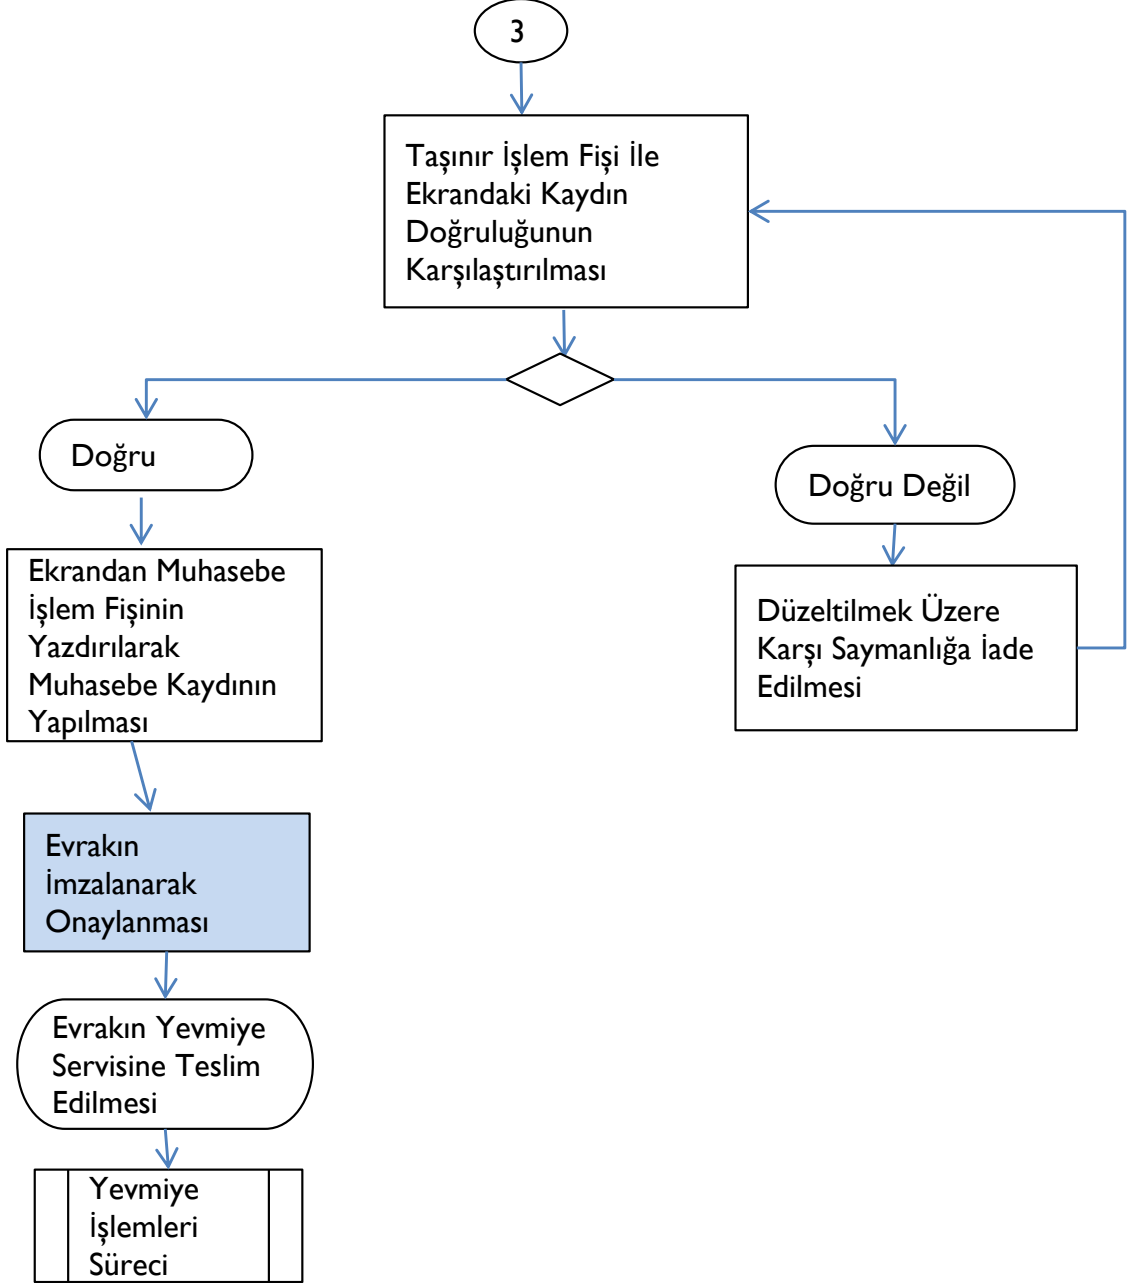 3
Taşınır İşlem Fişi İle
Ekrandaki Kaydın
Doğruluğunun
Karşılaştırılması
Doğru
Doğru Değil
Ekrandan Muhasebe
İşlem Fişinin
Yazdırılarak
Muhasebe Kaydının
Yapılması
Düzeltilmek Üzere
Karşı Saymanlığa İade
Edilmesi
Evrakın
İmzalanarak
Onaylanması
Evrakın Yevmiye
Servisine Teslim
Edilmesi
Yevmiye
İşlemleri
Süreci